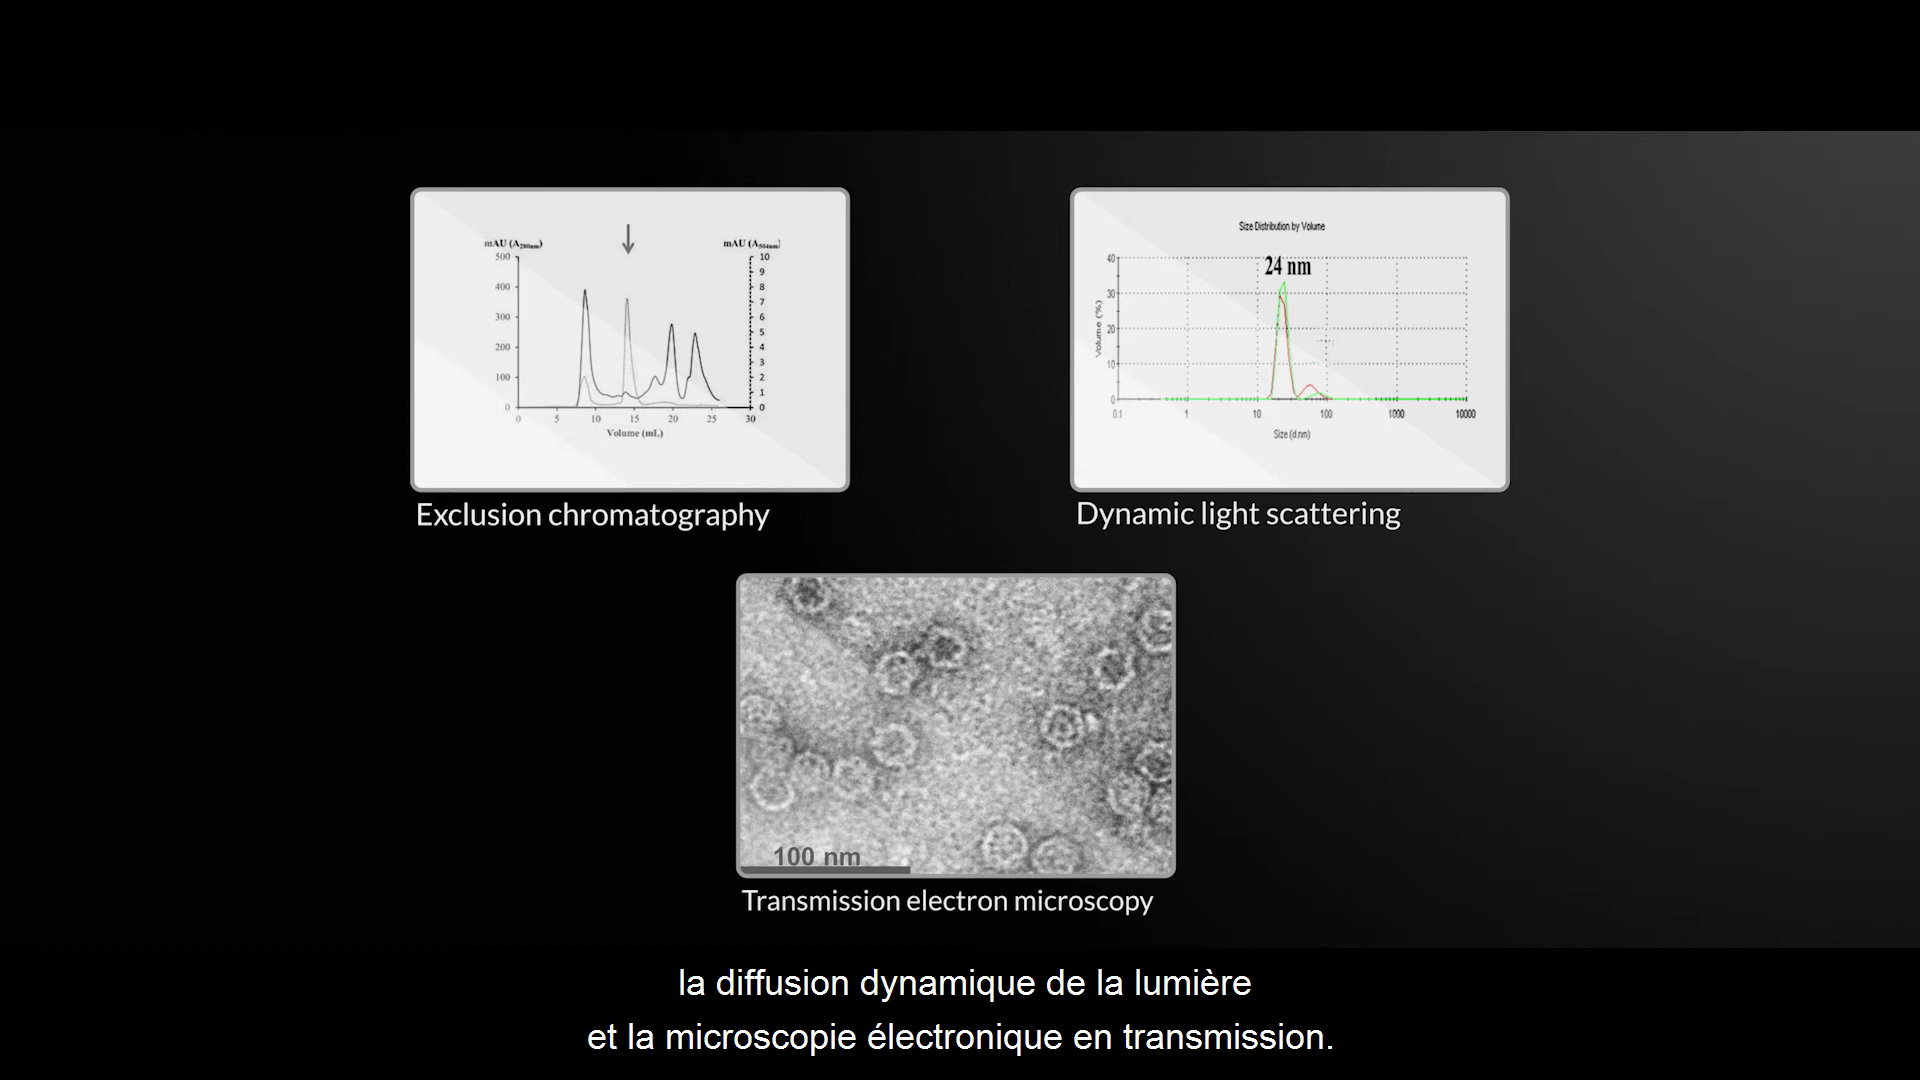 mAU (A280nm)
mAU (A504nm)
500
400
300
200
100
0
10
9
8
7
6
5
4
3
2
1
0
0 5 10 15 20 25 30
Volume (mL)
Exclusion chromatography
Size Distribution by Volume
24 nm
Volume (%)
40
30
20
10
0
0.1 1 10 100 1000 10000
Size (d.nm)
Dynamic light scattering
100 nm
Transmission electron microscopy
la diffusion dynamique de la lumière
et la microscopie électronique en transmission.